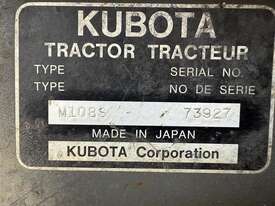 KUBOTA
TRACTOR TRACTEUR
TYPE SERIAL NO.
TYPE NO DE SERIE
M108S - 73927
MADE IN JAPAN
KUBOTA Corporation